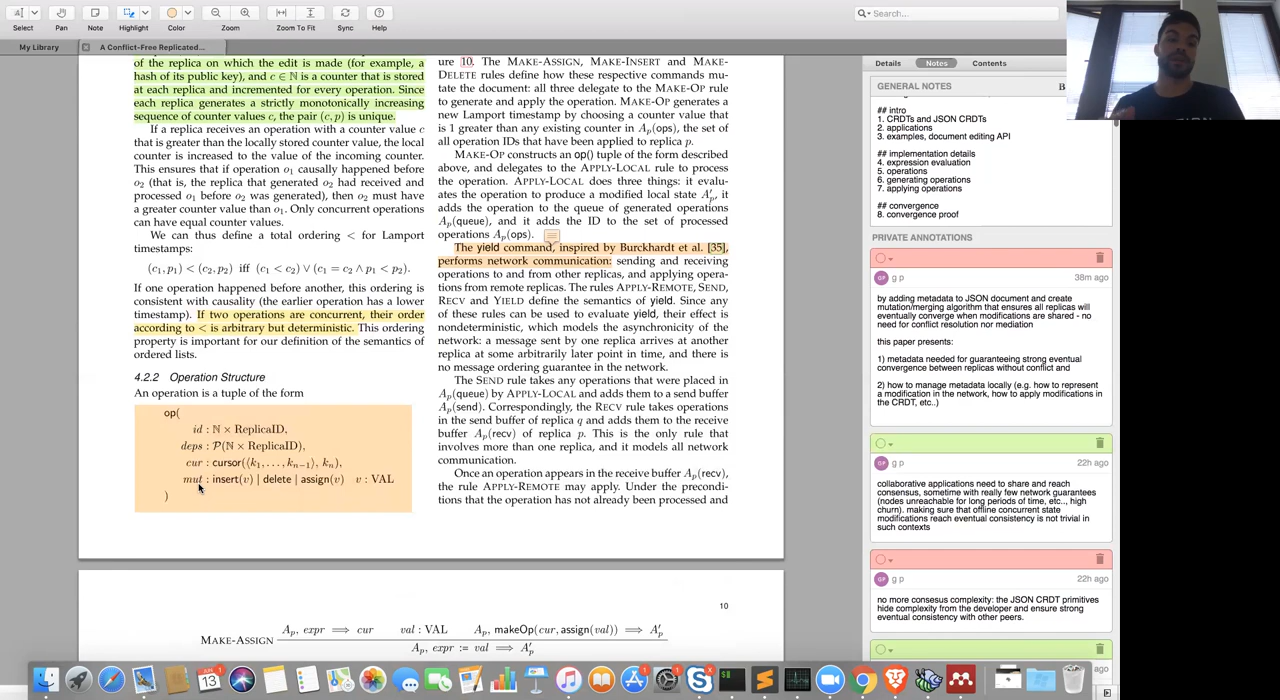 Select
Pan
Note
Highlight
Color
Zoom
Zoom To Fit
Sync
Help
Search...
My Library
A Conflict-Free Replicated...
of the replica on which the edit is made (for example, a
hash of its public key), and c ∈ ℕ is a counter that is stored
at each replica and incremented for every operation. Since
each replica generates a strictly monotonically increasing
sequence of counter values c, the pair (c, p) is unique.
If a replica receives an operation with a counter value c
that is greater than the locally stored counter value, the local
counter is increased to the value of the incoming counter.
This ensures that if operation o₁ causally happened before
o₂ (that is, the replica that generated o₂ had received and
processed o₁ before o₂ was generated), then o₂ must have
a greater counter value than o₁. Only concurrent operations
can have equal counter values.
We can thus define a total ordering < for Lamport
timestamps:
(c₁, p₁) < (c₂, p₂) iff (c₁ < c₂) ∨ (c₁ = c₂ ∧ p₁ < p₂).
If one operation happened before another, this ordering is
consistent with causality (the earlier operation has a lower
timestamp). If two operations are concurrent, their order
according to < is arbitrary but deterministic. This ordering
property is important for our definition of the semantics of
ordered lists.
4.2.2 Operation Structure
An operation is a tuple of the form
op(
id : ℕ × ReplicaID,
deps : 𝒫(ℕ × ReplicaID),
cur : cursor(⟨k₁, . . . , kₙ₋₁⟩, kₙ),
mut : insert(v) | delete | assign(v) v : VAL
)
ure 10. The MAKE-ASSIGN, MAKE-INSERT and MAKE-
DELETE rules define how these respective commands mu-
tate the document: all three delegate to the MAKE-OP rule
to generate and apply the operation. MAKE-OP generates a
new Lamport timestamp by choosing a counter value that
is 1 greater than any existing counter in Aₚ(ops), the set of
all operation IDs that have been applied to replica p.
MAKE-OP constructs an op() tuple of the form described
above, and delegates to the APPLY-LOCAL rule to process
the operation. APPLY-LOCAL does three things: it evalu-
ates the operation to produce a modified local state A′ₚ, it
adds the operation to the queue of generated operations
Aₚ(queue), and it adds the ID to the set of processed
operations Aₚ(ops).
The yield command, inspired by Burckhardt et al. [35],
performs network communication: sending and receiving
operations to and from other replicas, and applying opera-
tions from remote replicas. The rules APPLY-REMOTE, SEND,
RECV and YIELD define the semantics of yield. Since any
of these rules can be used to evaluate yield, their effect is
nondeterministic, which models the asynchronicity of the
network: a message sent by one replica arrives at another
replica at some arbitrarily later point in time, and there is
no message ordering guarantee in the network.
The SEND rule takes any operations that were placed in
Aₚ(queue) by APPLY-LOCAL and adds them to a send buffer
Aₚ(send). Correspondingly, the RECV rule takes operations
in the send buffer of replica q and adds them to the receive
buffer Aₚ(recv) of replica p. This is the only rule that
involves more than one replica, and it models all network
communication.
Once an operation appears in the receive buffer Aₚ(recv),
the rule APPLY-REMOTE may apply. Under the precondi-
tions that the operation has not already been processed and
10
MAKE-ASSIGN
Aₚ, expr ⟹ cur val : VAL Aₚ, makeOp(cur, assign(val)) ⟹ A′ₚ
Aₚ, expr := val ⟹ A′ₚ
Details
Notes
Contents
GENERAL NOTES
B
## intro
1. CRDTs and JSON CRDTs
2. applications
3. examples, document editing API
## implementation details
4. expression evaluation
5. operations
6. generating operations
7. applying operations
## convergence
8. convergence proof
PRIVATE ANNOTATIONS
GP
g p
38m ago
by adding metadata to JSON document and create
mutation/merging algorithm that ensures all replicas will
eventually converge when modifications are shared - no
need for conflict resolution nor mediation
this paper presents:
1) metadata needed for guaranteeing strong eventual
convergence between replicas without conflict and
2) how to manage metadata locally (e.g. how to represent
a modification in the network, how to apply modifications in
the CRDT, etc..)
GP
g p
22h ago
collaborative applications need to share and reach
consensus, sometime with really few network guarantees
(nodes unreachable for long periods of time, etc.., high
churn). making sure that offline concurrent state
modifications reach eventual consistency is not trivial in
such contexts
GP
g p
22h ago
no more consesus complexity: the JSON CRDT primitives
hide complexity from the developer and ensure strong
eventual consistency with other peers.
ago
13